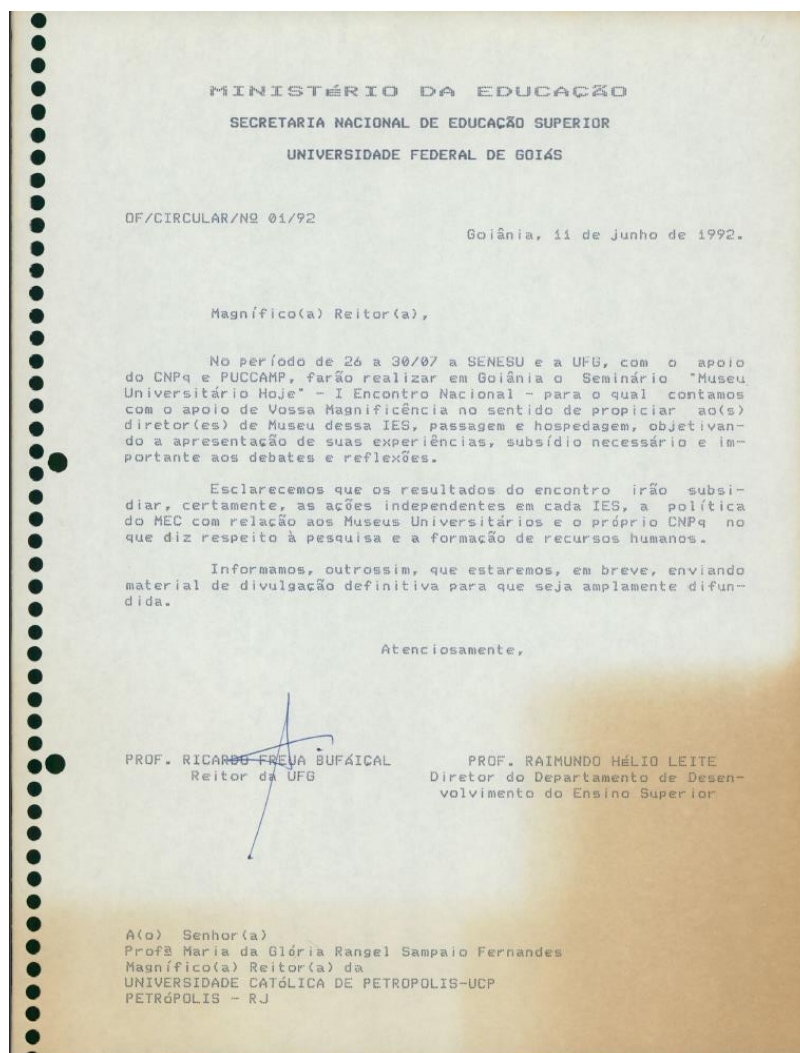 MINISTÉRIO DA EDUCAÇÃO
SECRETARIA NACIONAL DE EDUCAÇÃO SUPERIOR
UNIVERSIDADE FEDERAL DE GOIÁS
OF/CIRCULAR/Nº 01/92
Goiânia, 11 de junho de 1992.
Magnífico(a) Reitor(a),
No período de 26 a 30/07 a SENESU e a UFG, com o apoio
do CNPq e PUCCAMP, farão realizar em Goiânia o Seminário "Museu
Universitário Hoje" - I Encontro Nacional - para o qual contamos
com o apoio de Vossa Magnificência no sentido de propiciar ao(s)
diretor(es) de Museu dessa IES, passagem e hospedagem, objetivan-
do a apresentação de suas experiências, subsídio necessário e im-
portante aos debates e reflexões.
Esclarecemos que os resultados do encontro irão subsi-
diar, certamente, as ações independentes em cada IES, a política
do MEC com relação aos Museus Universitários e o próprio CNPq no
que diz respeito à pesquisa e a formação de recursos humanos.
Informamos, outrossim, que estaremos, em breve, enviando
material de divulgação definitiva para que seja amplamente difun-
dida.
Atenciosamente,
PROF. RICARDO FREUA BUFÁIÇAL
Reitor da UFG
PROF. RAIMUNDO HÉLIO LEITE
Diretor do Departamento de Desen-
volvimento do Ensino Superior
A(o) Senhor(a)
Profª Maria da Glória Rangel Sampaio Fernandes
Magnífico(a) Reitor(a) da
UNIVERSIDADE CATÓLICA DE PETROPOLIS-UCP
PETRÓPOLIS - RJ